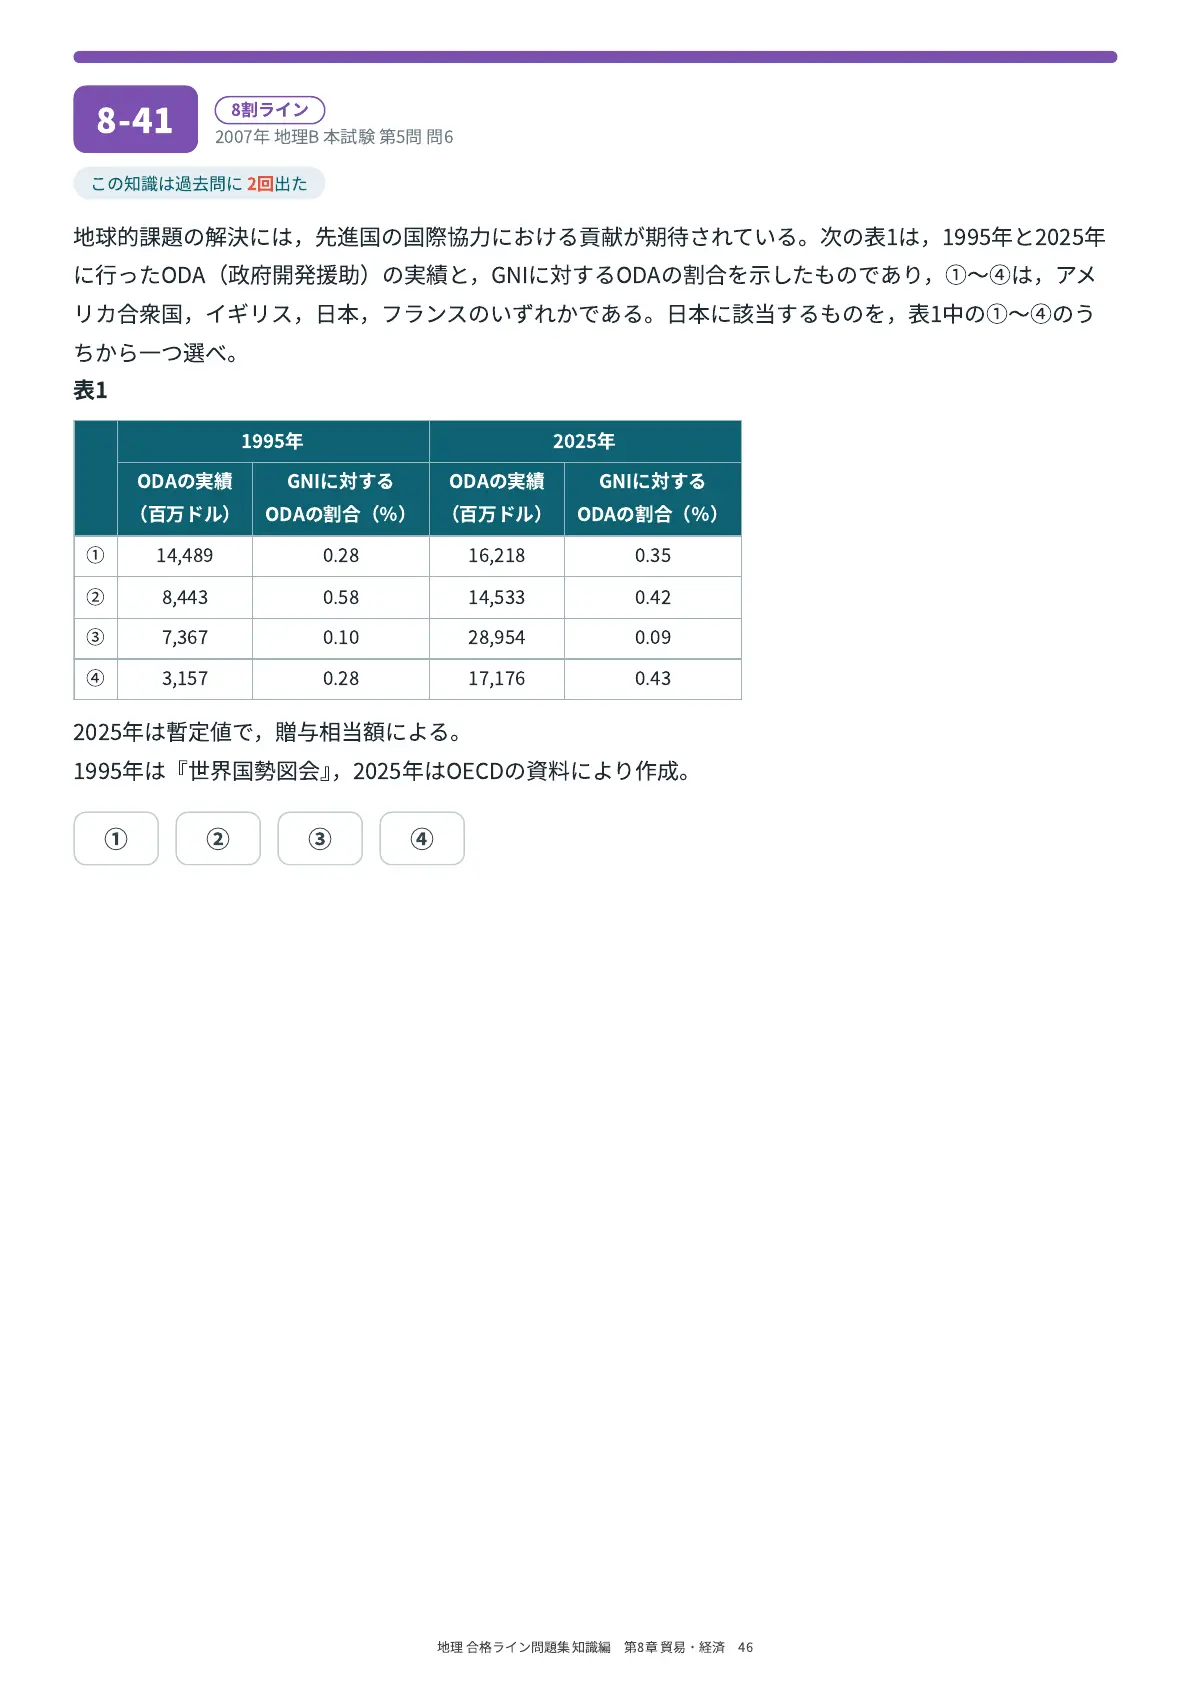 8-41
8割ライン
2007年 地理B 本試験 第5問 問6
この知識は過去問に 2回出た
地球的課題の解決には，先進国の国際協力における貢献が期待されている。次の表1は，1995年と2025年
に行ったODA（政府開発援助）の実績と，GNIに対するODAの割合を示したものであり，①～④は，アメ
リカ合衆国，イギリス，日本，フランスのいずれかである。日本に該当するものを，表1中の①～④のう
ちから一つ選べ。
表1
1995年 2025年
ODAの実績 GNIに対する ODAの実績 GNIに対する
（百万ドル） ODAの割合（%） （百万ドル） ODAの割合（%）
① 14,489 0.28 16,218 0.35
② 8,443 0.58 14,533 0.42
③ 7,367 0.10 28,954 0.09
④ 3,157 0.28 17,176 0.43
2025年は暫定値で，贈与相当額による。
1995年は『世界国勢図会』，2025年はOECDの資料により作成。
① ② ③ ④
地理 合格ライン問題集 知識編 第8章 貿易・経済 46